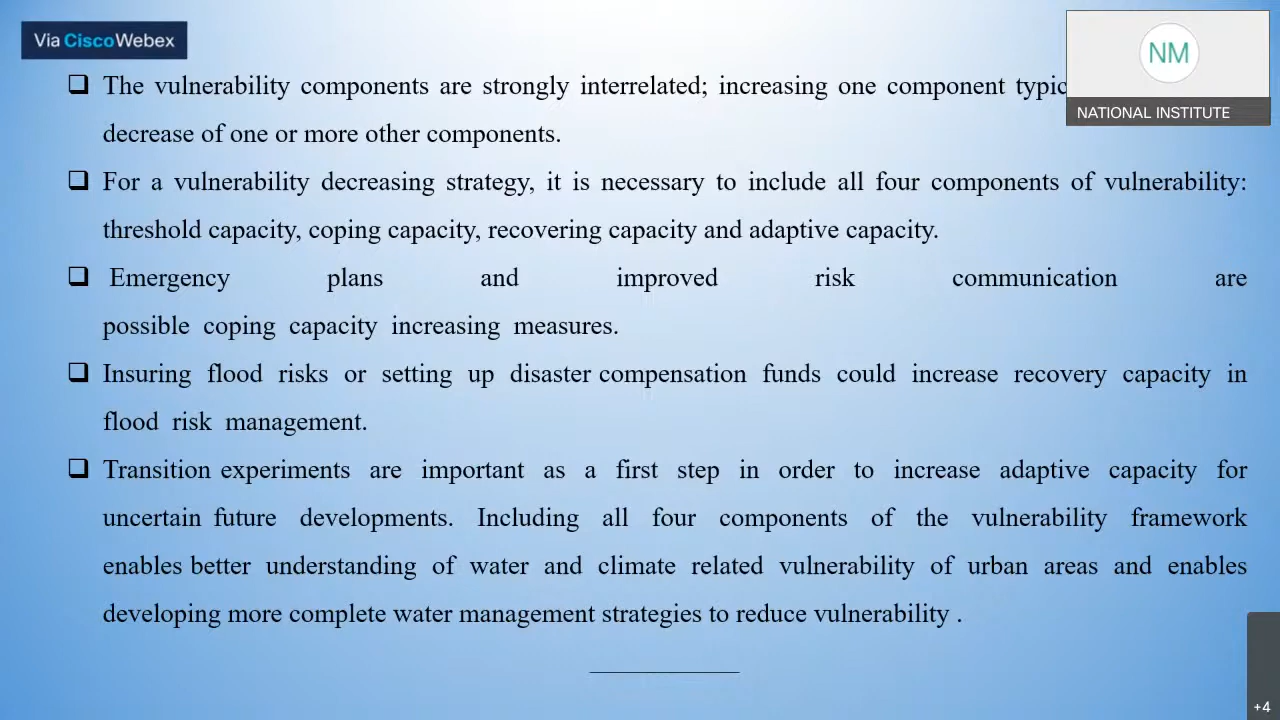 Via Cisco Webex
NM
NATIONAL INSTITUTE
The vulnerability components are strongly interrelated; increasing one component
decrease of one or more other components.
For a vulnerability decreasing strategy, it is necessary to include all four components of vulnerability:
threshold capacity, coping capacity, recovering capacity and adaptive capacity.
Emergency plans and improved risk communication are
possible coping capacity increasing measures.
Insuring flood risks or setting up disaster compensation funds could increase recovery capacity in
flood risk management.
Transition experiments are important as a first step in order to increase adaptive capacity for
uncertain future developments. Including all four components of the vulnerability framework
enables better understanding of water and climate related vulnerability of urban areas and enables
developing more complete water management strategies to reduce vulnerability .
+4